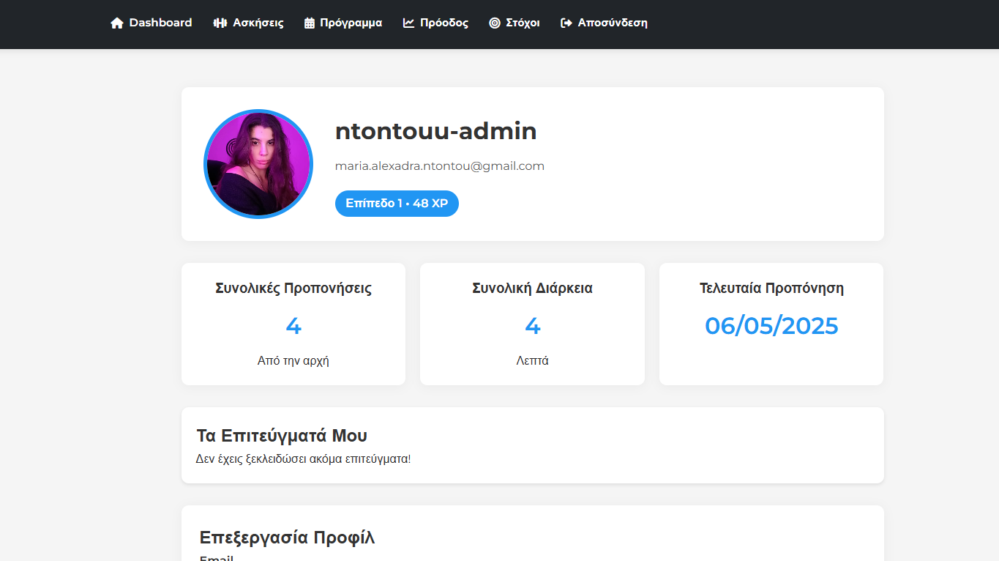 Dashboard Ασκήσεις Πρόγραμμα Πρόοδος Στόχοι Αποσύνδεση
ntontouu-admin
maria.alexadra.ntontou@gmail.com
Επίπεδο 1 • 48 XP
Συνολικές Προπονήσεις
4
Από την αρχή
Συνολική Διάρκεια
4
Λεπτά
Τελευταία Προπόνηση
06/05/2025
Τα Επιτεύγματά Μου
Δεν έχεις ξεκλειδώσει ακόμα επιτεύγματα!
Επεξεργασία Προφίλ
Email